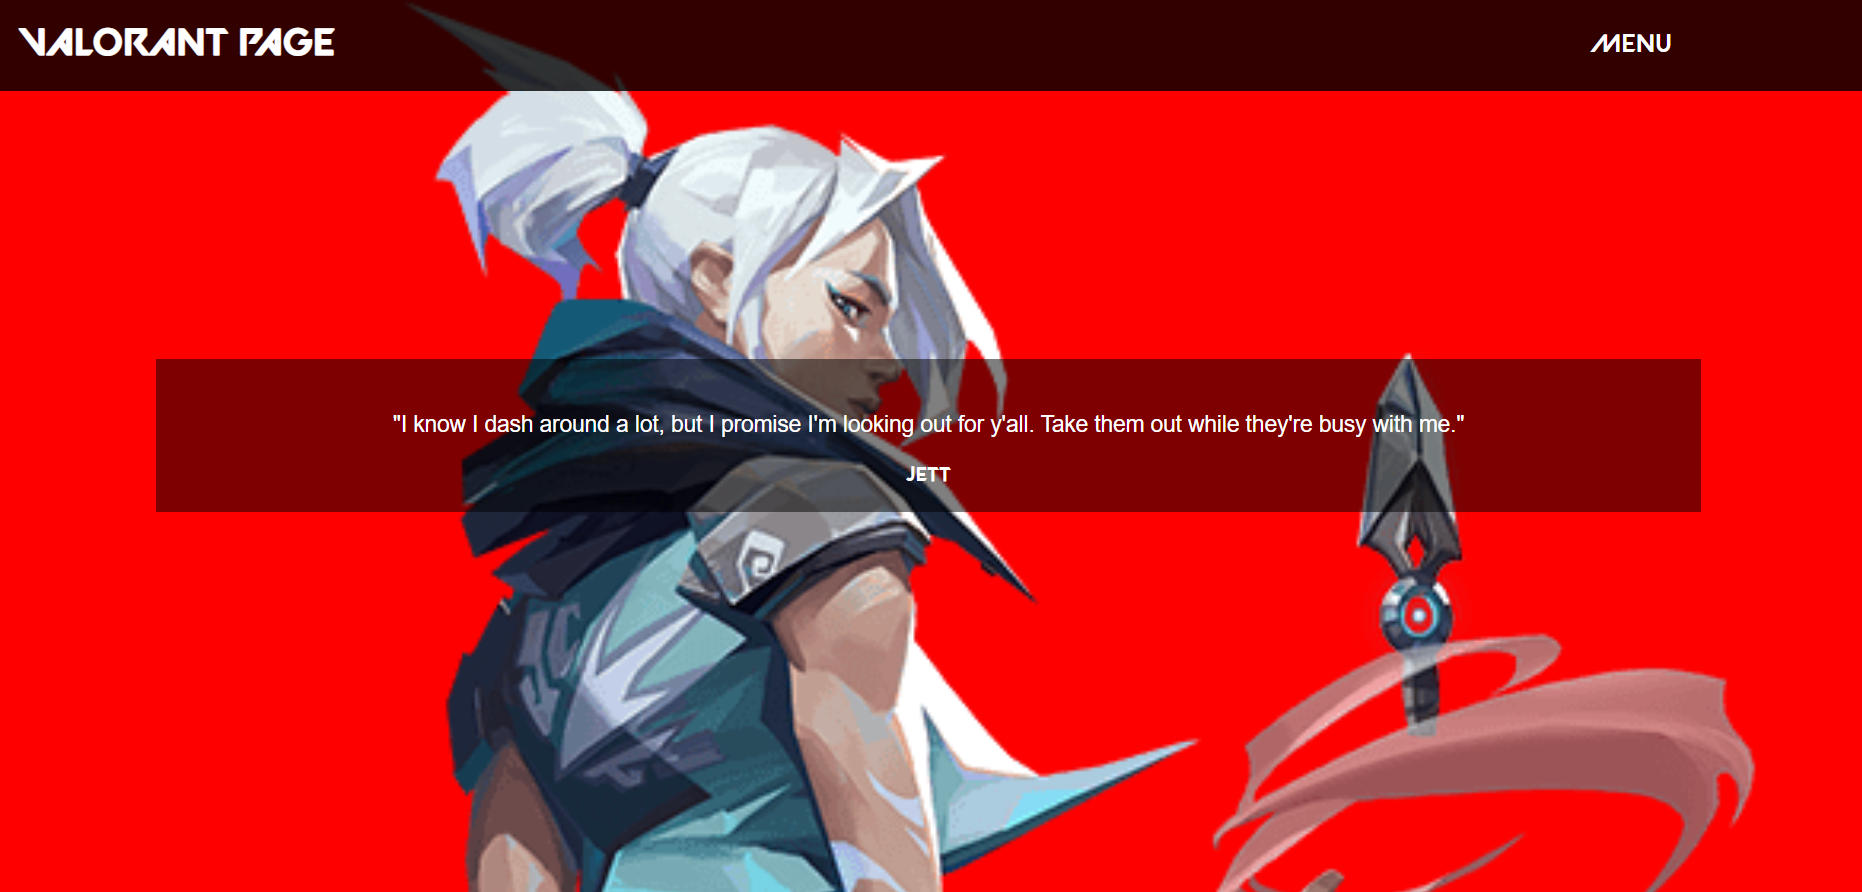 VALORANT PAGE
MENU
"I know I dash around a lot, but I promise I'm looking out for y'all. Take them out while they're busy with me."
JETT